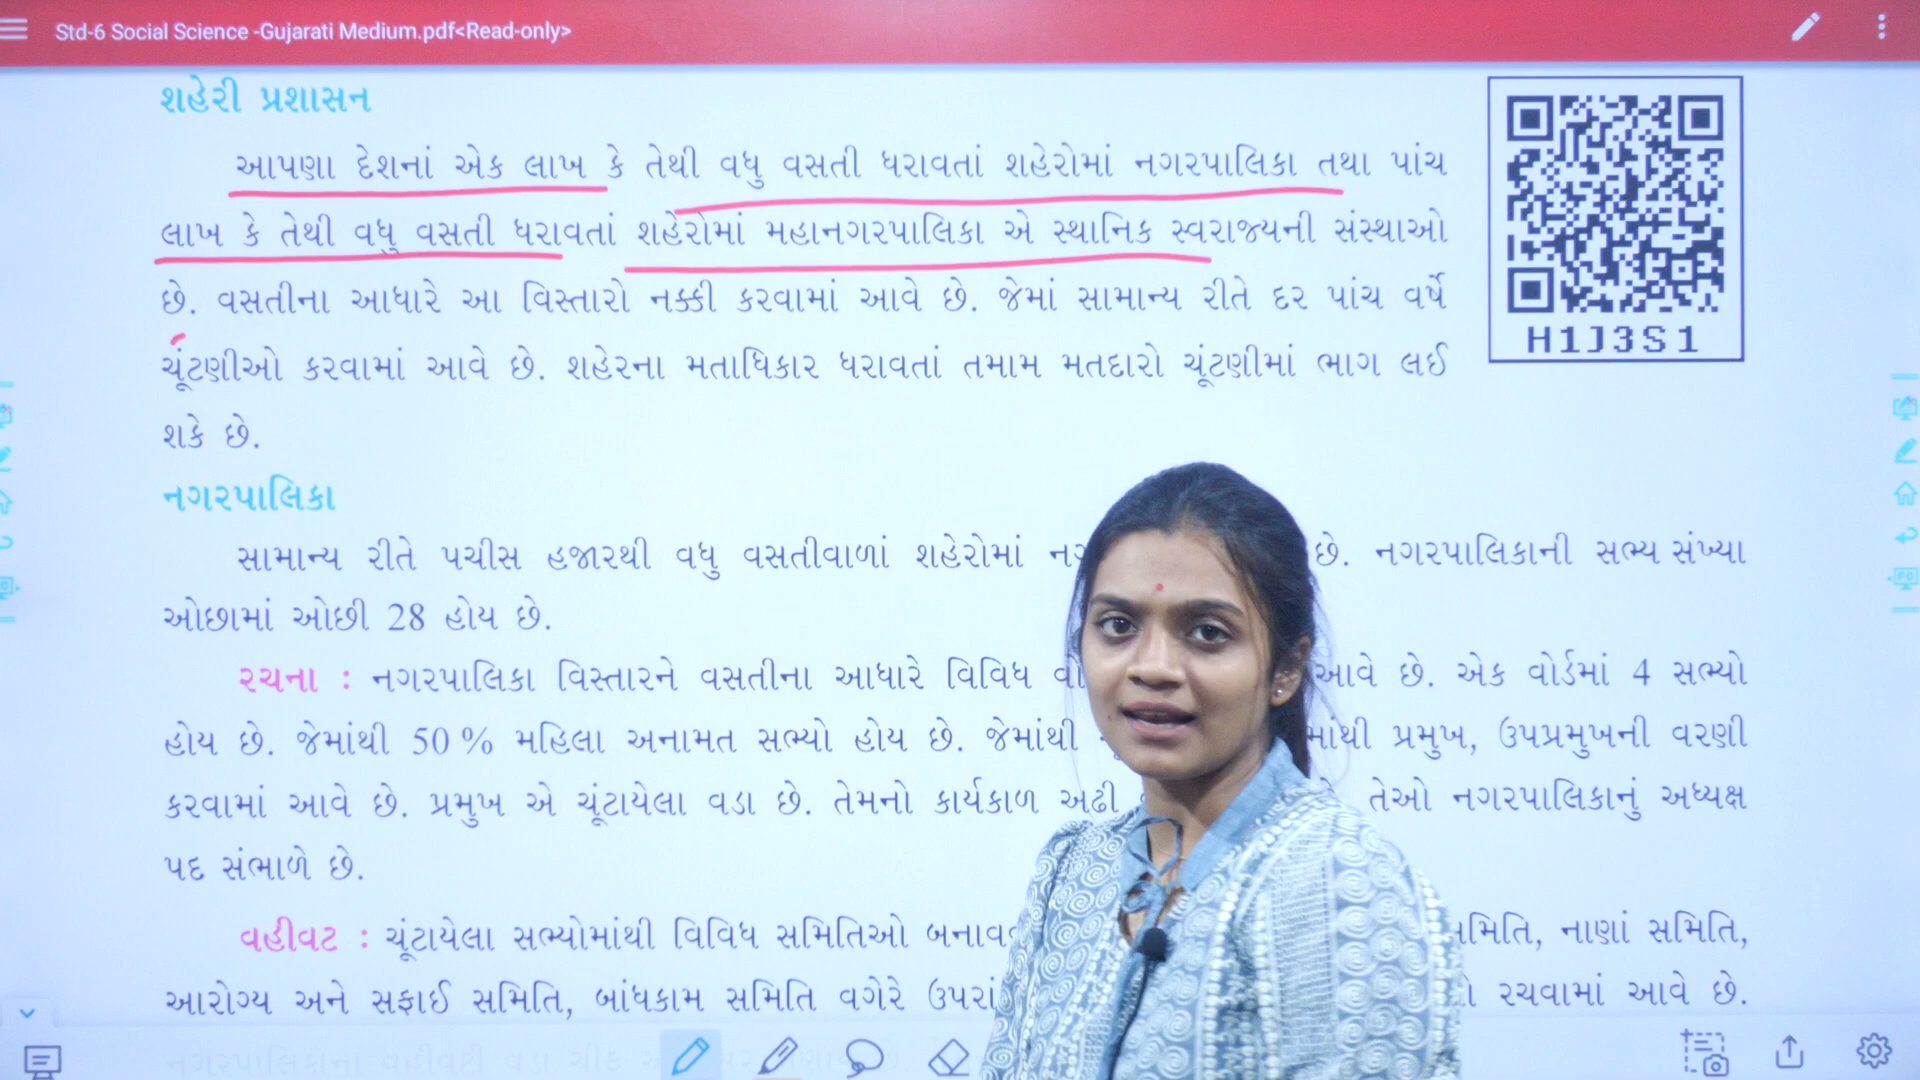 Std-6 Social Science -Gujarati Medium.pdf<Read-only>
શહેરી પ્રશાસન
આપણા દેશનાં એક લાખ કે તેથી વધુ વસતી ધરાવતાં શહેરોમાં નગરપાલિકા તથા પાંચ
લાખ કે તેથી વધુ વસતી ધરાવતાં શહેરોમાં મહાનગરપાલિકા એ સ્થાનિક સ્વરાજ્યની સંસ્થાઓ
છે. વસતીના આધારે આ વિસ્તારો નક્કી કરવામાં આવે છે. જેમાં સામાન્ય રીતે દર પાંચ વર્ષે
ચૂંટણીઓ કરવામાં આવે છે. શહેરના મતાધિકાર ધરાવતાં તમામ મતદારો ચૂંટણીમાં ભાગ લઈ
શકે છે.
H1J3S1
નગરપાલિકા
સામાન્ય રીતે પચીસ હજારથી વધુ વસતીવાળાં શહેરોમાં છે. નગરપાલિકાની સભ્ય સંખ્યા
ઓછામાં ઓછી 28 હોય છે.
રચના : નગરપાલિકા વિસ્તારને વસતીના આધારે વિવિધ આવે છે. એક વોર્ડમાં 4 સભ્યો
હોય છે. જેમાંથી 50 % મહિલા અનામત સભ્યો હોય છે. જેમાંથી પ્રમુખ, ઉપપ્રમુખની વરણી
કરવામાં આવે છે. પ્રમુખ એ ચૂંટાયેલા વડા છે. તેમનો કાર્યકાળ અઢી તેઓ નગરપાલિકાનું અધ્યક્ષ
પદ સંભાળે છે.
વહીવટ : ચૂંટાયેલા સભ્યોમાંથી વિવિધ સમિતિઓ નાણાં સમિતિ,
આરોગ્ય અને સફાઈ સમિતિ, બાંધકામ સમિતિ વગેરે રચવામાં આવે છે.